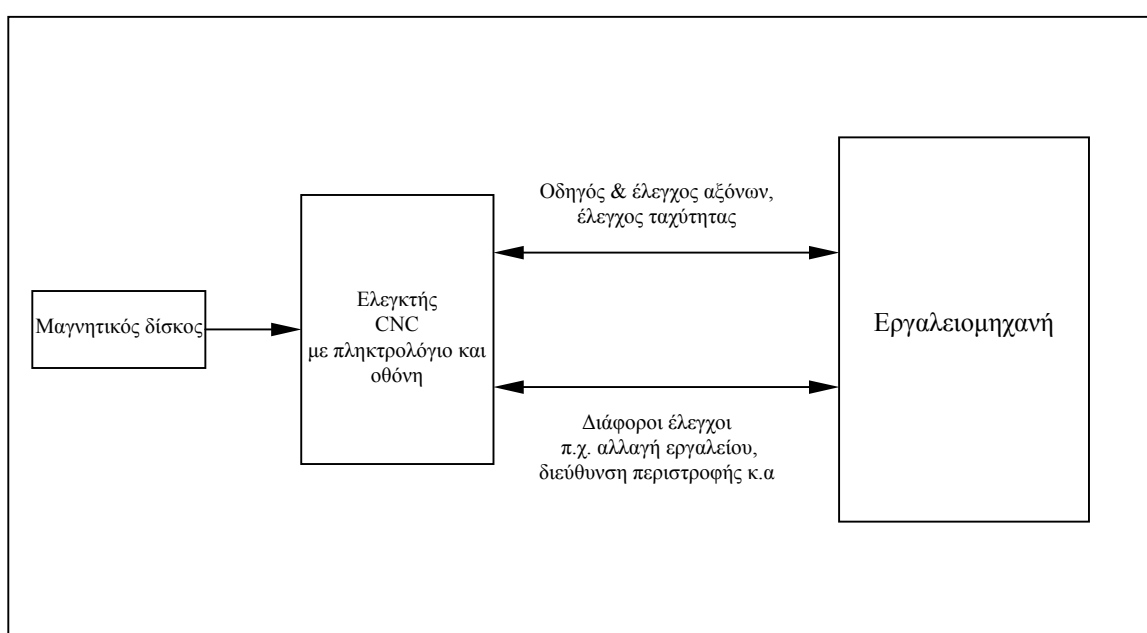 Μαγνητικός δίσκος
Ελεγκτής
CNC
με πληκτρολόγιο και
οθόνη
Οδηγός & έλεγχος αξόνων,
έλεγχος ταχύτητας
Διάφοροι έλεγχοι
π.χ. αλλαγή εργαλείου,
διεύθυνση περιστροφής κ.α
Εργαλειομηχανή